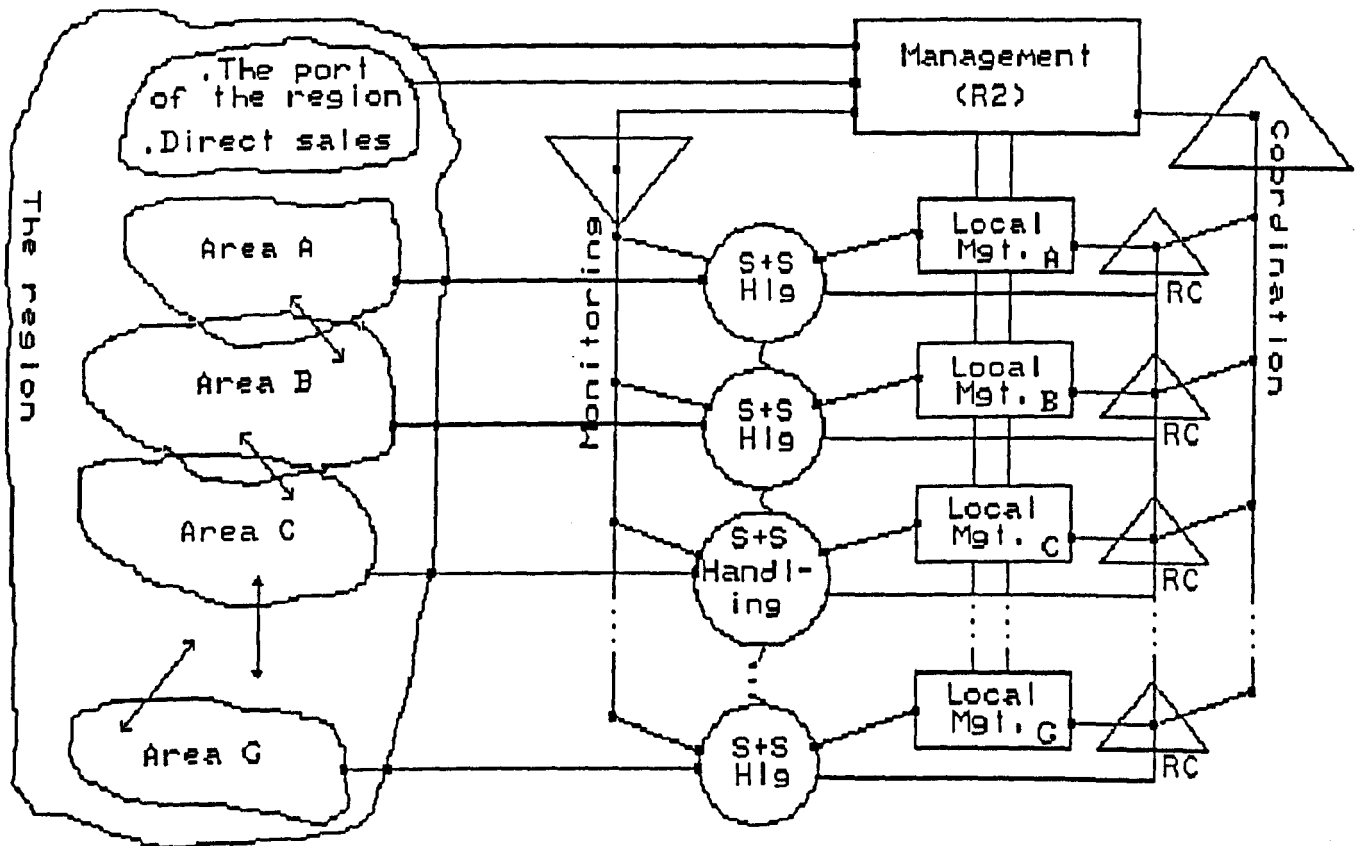 The region
.The port
of the region
.Direct sales
Area A
Area B
Area C
Area G
Monitoring
Management
(R2)
Coordination
S+S
Hlg
Local
Mgt. A
RC
S+S
Hlg
Local
Mgt. B
RC
S+S
Handl-
ing
Local
Mgt. C
RC
S+S
Hlg
Local
Mgt. G
RC